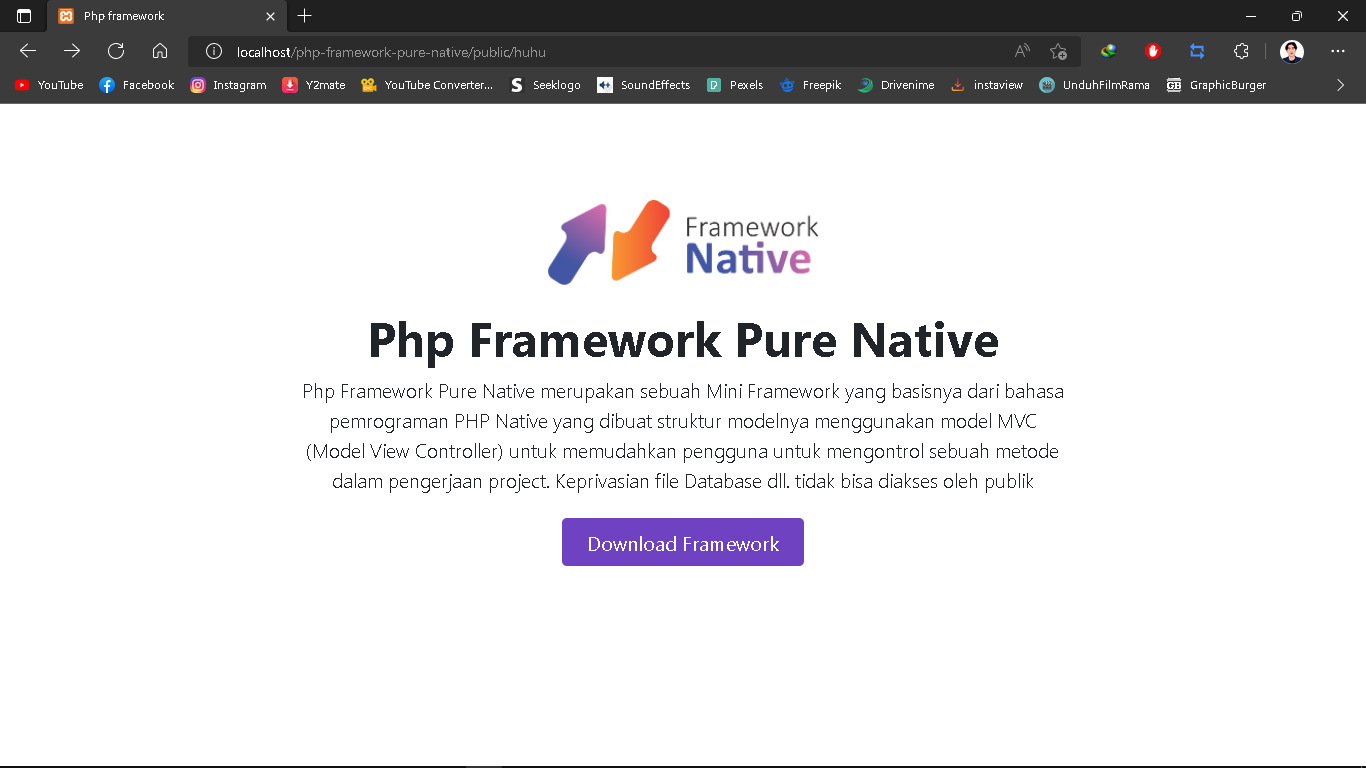 Php framework
localhost/php-framework-pure-native/public/huhu
YouTube Facebook Instagram Y2mate YouTube Converter... Seeklogo SoundEffects Pexels Freepik Drivenime instaview UnduhFilmRama GB GraphicBurger
Framework
Native
Php Framework Pure Native
Php Framework Pure Native merupakan sebuah Mini Framework yang basisnya dari bahasa
pemrograman PHP Native yang dibuat struktur modelnya menggunakan model MVC
(Model View Controller) untuk memudahkan pengguna untuk mengontrol sebuah metode
dalam pengerjaan project. Keprivasian file Database dll. tidak bisa diakses oleh publik
Download Framework